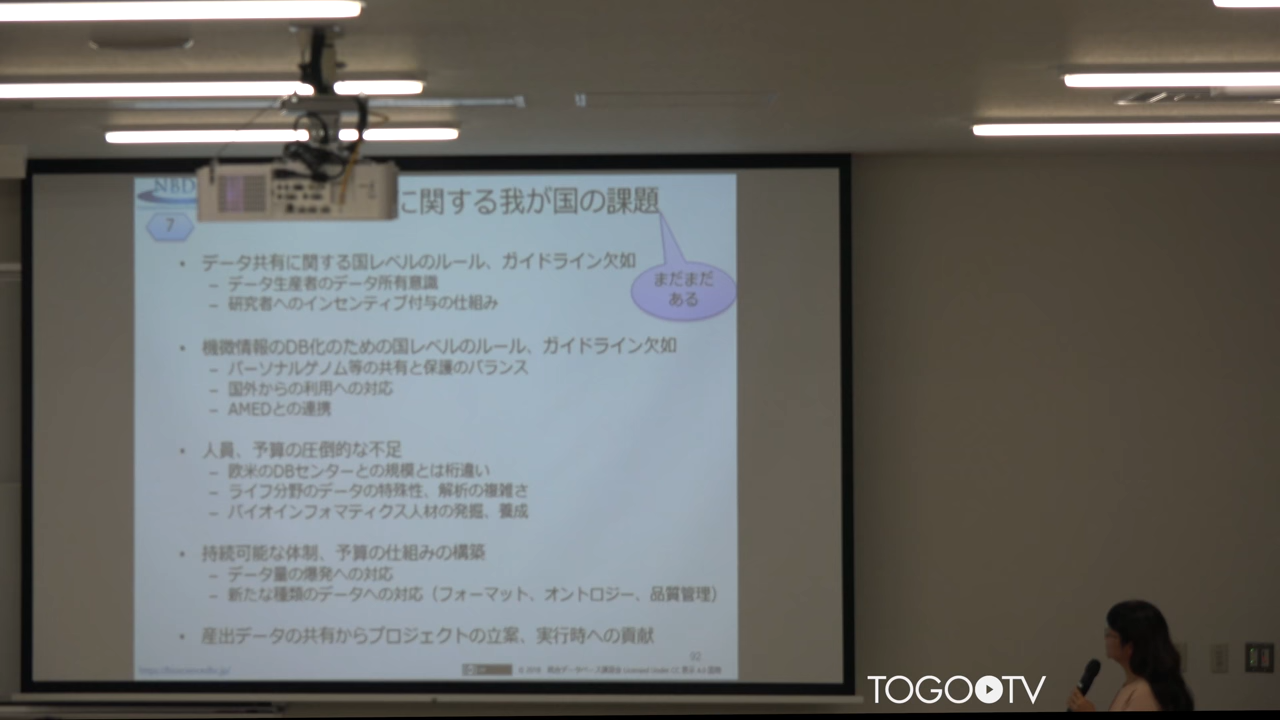 NBD
に関する我が国の課題
7
まだまだ
ある
・ データ共有に関する国レベルのルール、ガイドライン欠如
– データ生産者のデータ所有意識
– 研究者へのインセンティブ付与の仕組み
・ 機微情報のDB化のための国レベルのルール、ガイドライン欠如
– パーソナルゲノム等の共有と保護のバランス
– 国外からの利用への対応
– AMEDとの連携
・ 人員、予算の圧倒的な不足
– 欧米のDBセンターとの規模とは桁違い
– ライフ分野のデータの特殊性、解析の複雑さ
– バイオインフォマティクス人材の発掘、養成
・ 持続可能な体制、予算の仕組みの構築
– データ量の爆発への対応
– 新たな種類のデータへの対応（フォーマット、オントロジー、品質管理）
・ 産出データの共有からプロジェクトの立案、実行時への貢献
32
TOGOTV